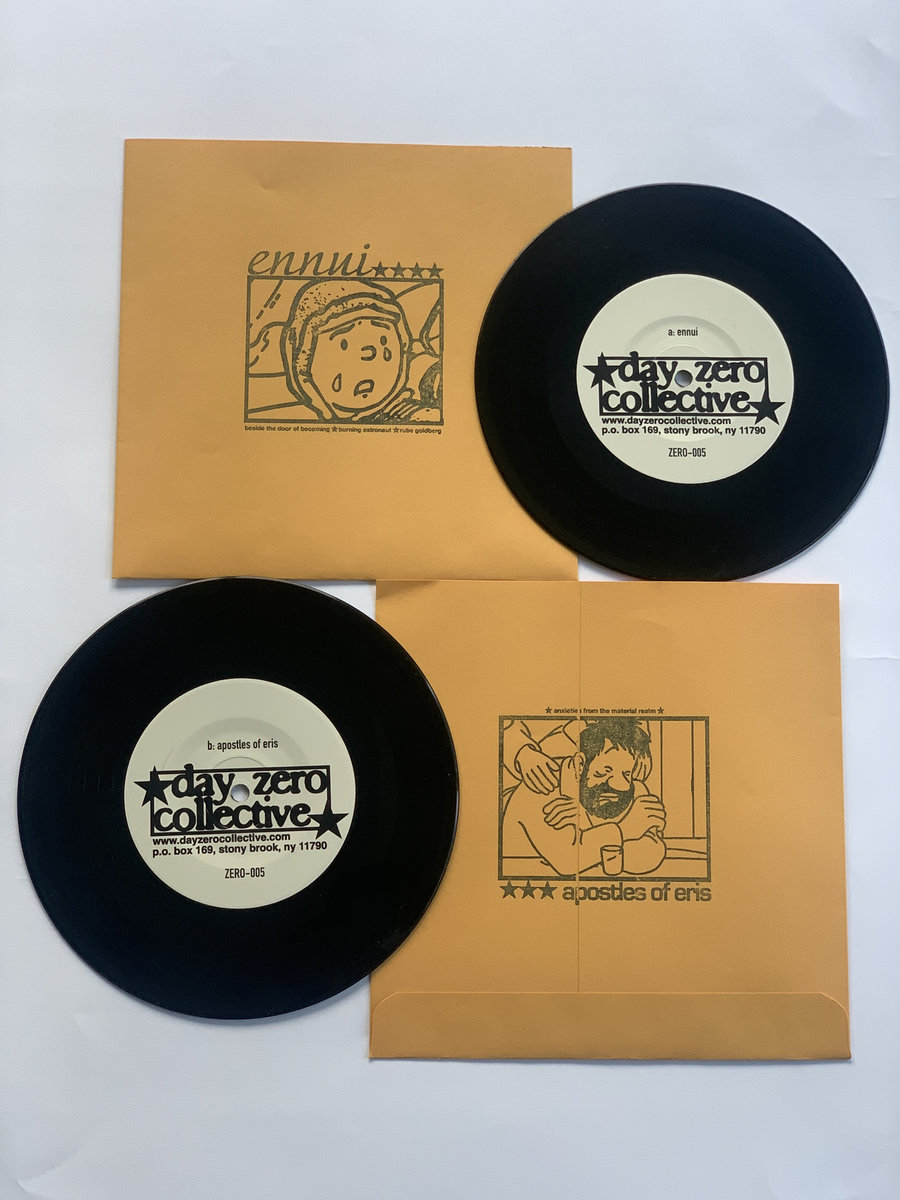 ennui
beside the door of becoming ★ burning astronaut ★ rube goldberg
a: ennui
day zero
collective
www.dayzerocollective.com
p.o. box 169, stony brook, ny 11790
ZERO-005
b: apostles of eris
day zero
collective
www.dayzerocollective.com
p.o. box 169, stony brook, ny 11790
ZERO-005
★ anxieties from the material realm ★
★★★ apostles of eris